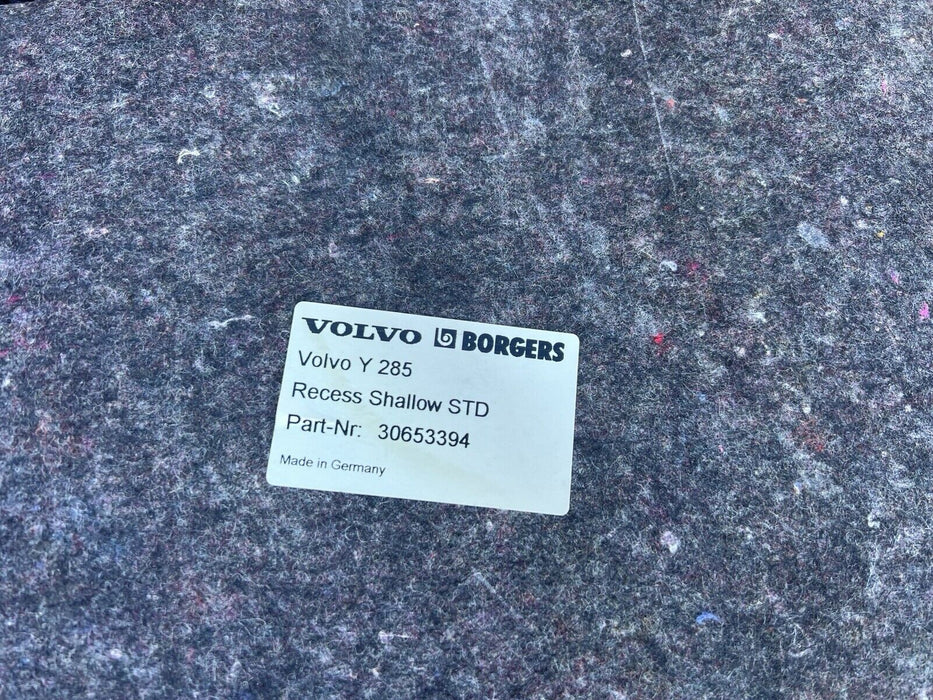 VOLVO BORGERS
Volvo Y 285
Recess Shallow STD
Part-Nr: 30653394
Made in Germany